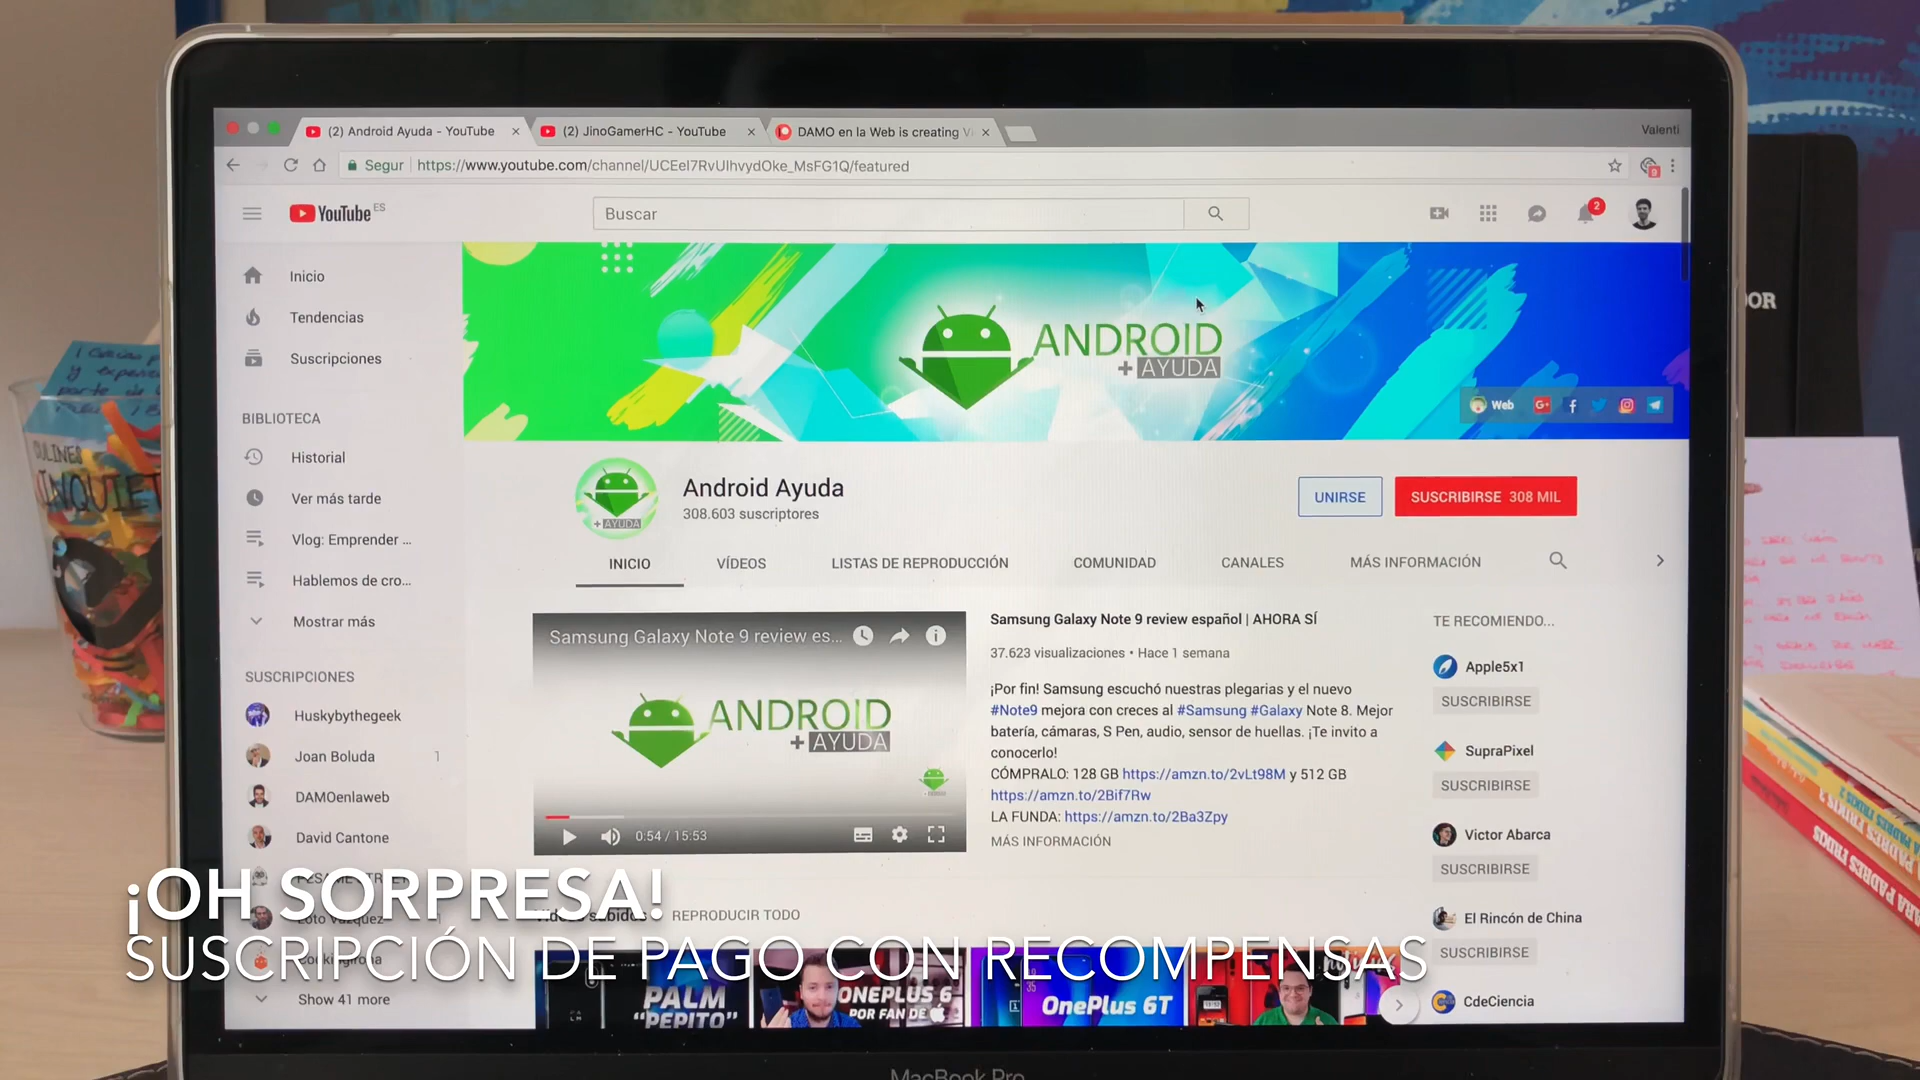 (2) Android Ayuda - YouTube
(2) JinoGamerHC - YouTube
DAMO en la Web is creating
Valenti
Segur
https://www.youtube.com/channel/UCEeI7RvUIhvydOke_MsFG1Q/featured
9
YouTube ES
Buscar
2
Inicio
Tendencias
Suscripciones
BIBLIOTECA
Historial
Ver más tarde
Vlog: Emprender ...
Hablemos de cro...
Mostrar más
SUSCRIPCIONES
Huskybythegeek
Joan Boluda 1
DAMOenlaweb
David Cantone
Show 41 more
ANDROID
+ AYUDA
Web
Android Ayuda
308.603 suscriptores
UNIRSE
SUSCRIBIRSE 308 MIL
INICIO
VÍDEOS
LISTAS DE REPRODUCCIÓN
COMUNIDAD
CANALES
MÁS INFORMACIÓN
Samsung Galaxy Note 9 review es...
ANDROID
+ AYUDA
0:54 / 15:53
Samsung Galaxy Note 9 review español | AHORA SÍ
37.623 visualizaciones • Hace 1 semana
¡Por fin! Samsung escuchó nuestras plegarias y el nuevo
#Note9 mejora con creces al #Samsung #Galaxy Note 8. Mejor
batería, cámaras, S Pen, audio, sensor de huellas. ¡Te invito a
conocerlo!
CÓMPRALO: 128 GB https://amzn.to/2vLt98M y 512 GB
https://amzn.to/2Bif7Rw
LA FUNDA: https://amzn.to/2Ba3Zpy
MÁS INFORMACIÓN
TE RECOMIENDO...
Apple5x1
SUSCRIBIRSE
SupraPixel
SUSCRIBIRSE
Victor Abarca
SUSCRIBIRSE
El Rincón de China
SUSCRIBIRSE
CdeCiencia
REPRODUCIR TODO
¡OH SORPRESA!
SUSCRIPCIÓN DE PAGO CON RECOMPENSAS
PALM
"PEPITO"
ONEPLUS 6
POR FAN DE
OnePlus 6T
MacBook Pro